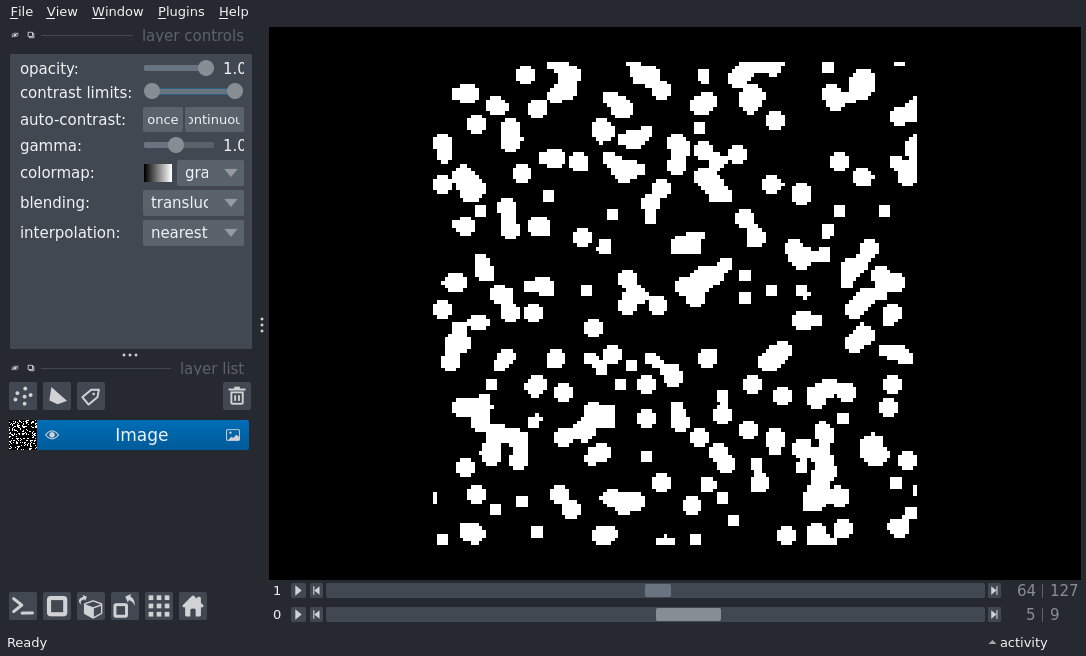 File View Window Plugins Help
layer controls
opacity: 1.0
contrast limits:
auto-contrast: once ontinuou
gamma: 1.0
colormap: gra
blending: transluc
interpolation: nearest
layer list
Image
1 64 | 127
0 5 | 9
Ready activity